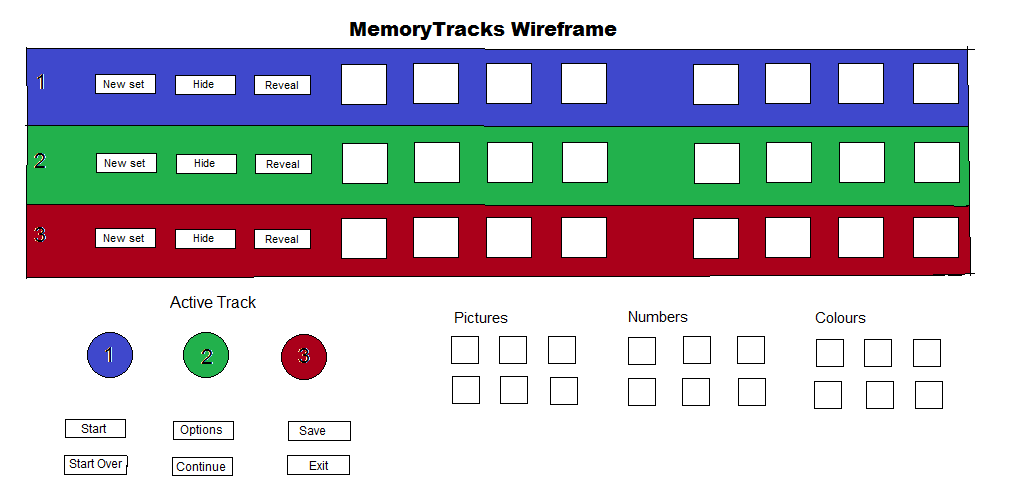 MemoryTracks Wireframe
1 New set Hide Reveal
2 New set Hide Reveal
3 New set Hide Reveal
Active Track
Pictures Numbers Colours
1 2 3
Start Options Save
Start Over Continue Exit